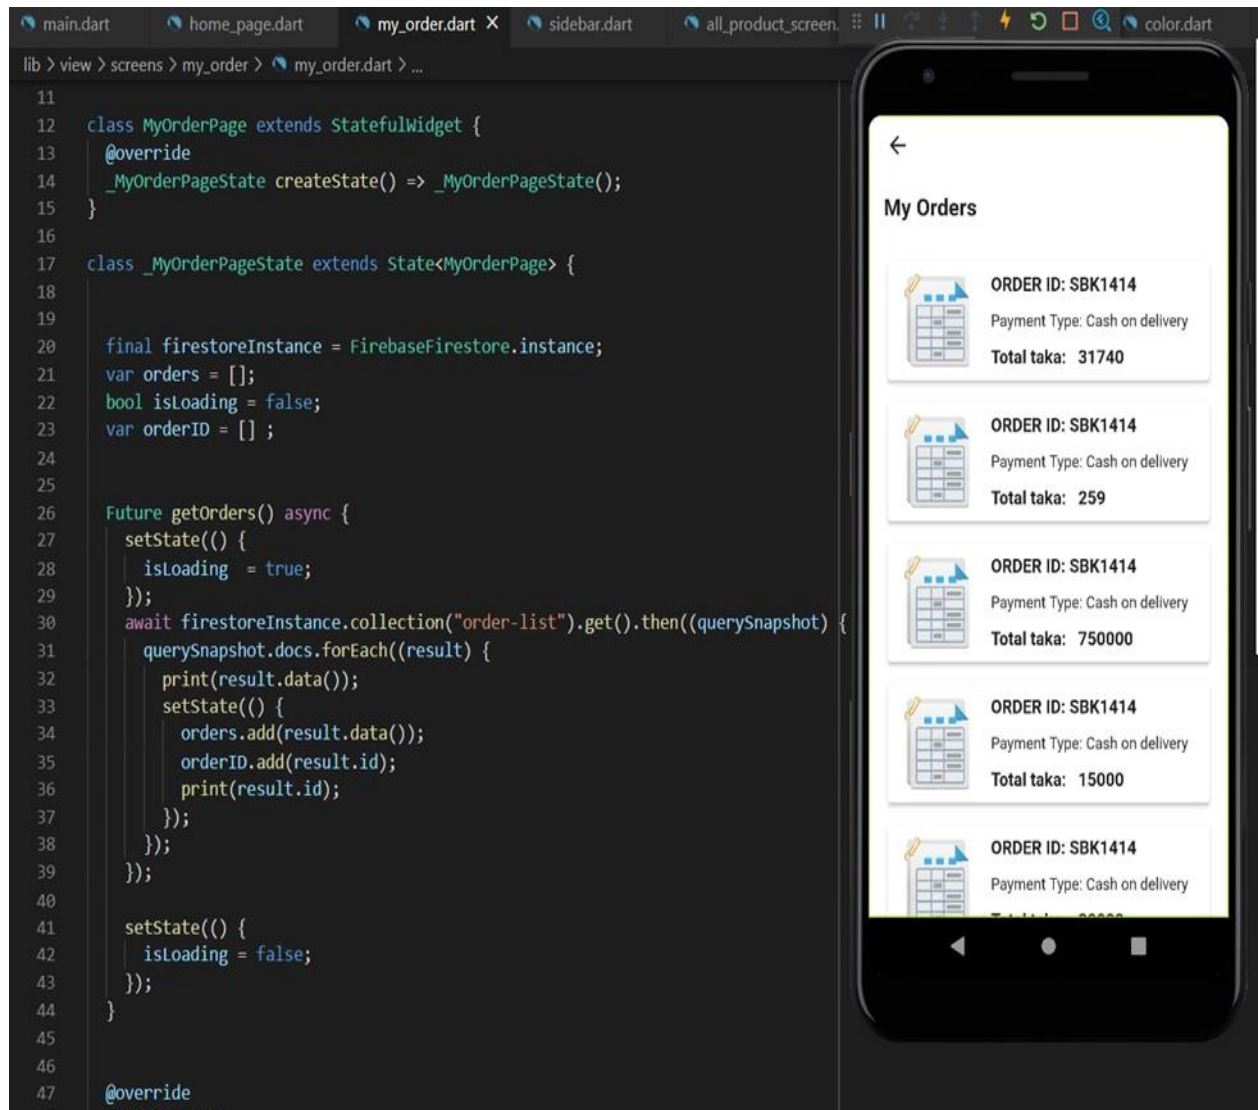 main.dart
home_page.dart
my_order.dart
sidebar.dart
all_product_screen.
color.dart
lib > view > screens > my_order > my_order.dart > ...
11
12 class MyOrderPage extends StatefulWidget {
13 @override
14 _MyOrderPageState createState() => _MyOrderPageState();
15 }
16
17 class _MyOrderPageState extends State<MyOrderPage> {
18
19
20 final firestoreInstance = FirebaseFirestore.instance;
21 var orders = [];
22 bool isLoading = false;
23 var orderID = [] ;
24
25
26 Future getOrders() async {
27 setState(() {
28 isLoading  = true;
29 });
30 await firestoreInstance.collection("order-list").get().then((querySnapshot) {
31 querySnapshot.docs.forEach((result) {
32 print(result.data());
33 setState(() {
34 orders.add(result.data());
35 orderID.add(result.id);
36 print(result.id);
37 });
38 });
39 });
40
41 setState(() {
42 isLoading = false;
43 });
44 }
45
46
47 @override
My Orders
ORDER ID: SBK1414
Payment Type: Cash on delivery
Total taka: 31740
ORDER ID: SBK1414
Payment Type: Cash on delivery
Total taka: 259
ORDER ID: SBK1414
Payment Type: Cash on delivery
Total taka: 750000
ORDER ID: SBK1414
Payment Type: Cash on delivery
Total taka: 15000
ORDER ID: SBK1414
Payment Type: Cash on delivery